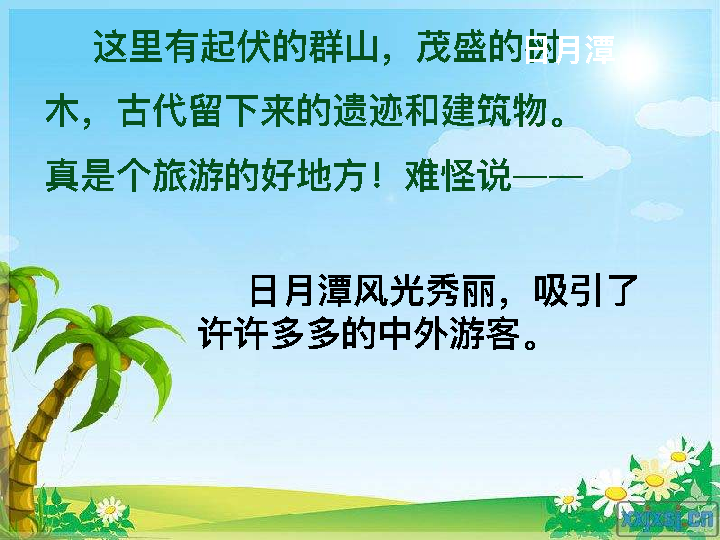 这里有起伏的群山，茂盛的树
日月潭
木，古代留下来的遗迹和建筑物。
真是个旅游的好地方！难怪说——
日月潭风光秀丽，吸引了
许许多多的中外游客。